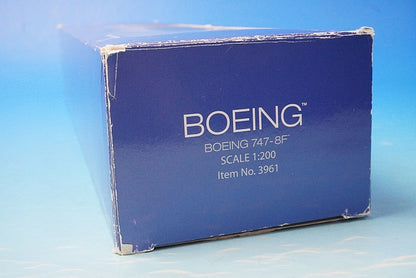 BOEING™
BOEING 747-8F
SCALE 1:200
Item No. 3961